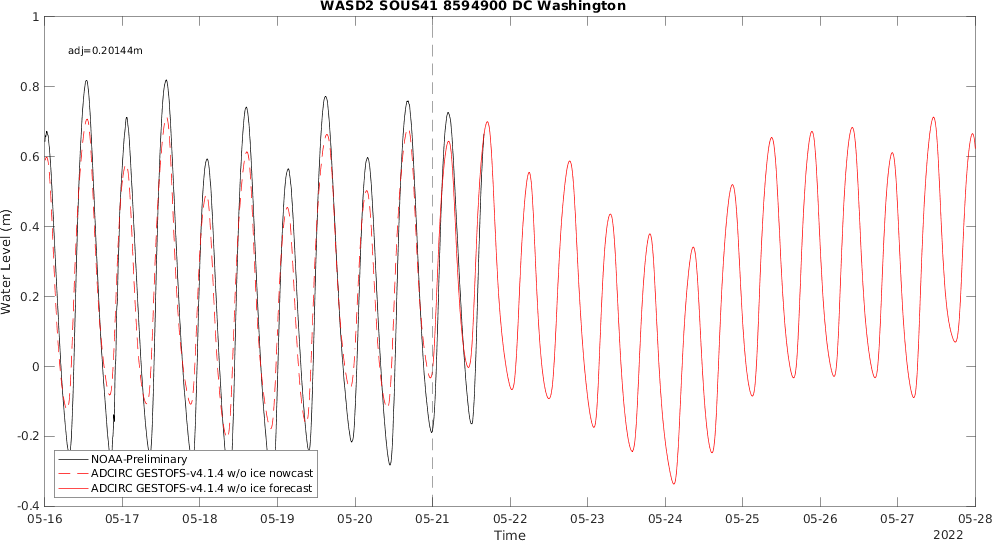 WASD2 SOUS41 8594900 DC Washington
adj=0.20144m
Water Level (m)
1
0.8
0.6
0.4
0.2
0
-0.2
-0.4
NOAA-Preliminary
ADCIRC GESTOFS-v4.1.4 w/o ice nowcast
ADCIRC GESTOFS-v4.1.4 w/o ice forecast
05-16 05-17 05-18 05-19 05-20 05-21 05-22 05-23 05-24 05-25 05-26 05-27 05-28
Time
2022